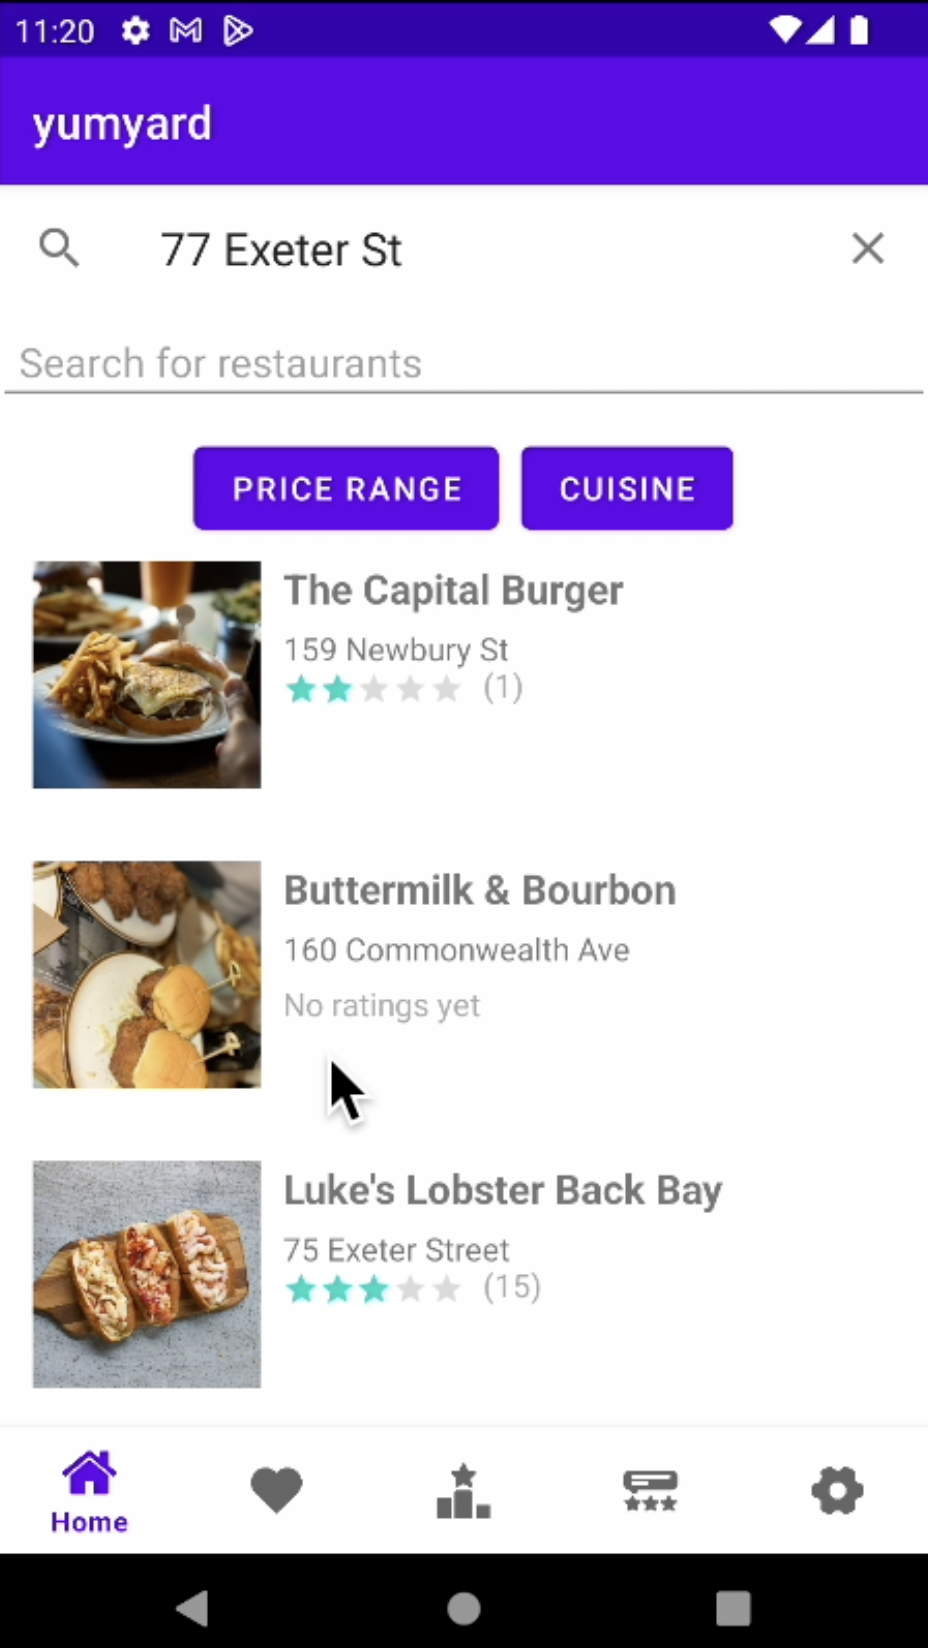 11:20
yumyard
77 Exeter St
Search for restaurants
PRICE RANGE CUISINE
The Capital Burger
159 Newbury St
(1)
Buttermilk & Bourbon
160 Commonwealth Ave
No ratings yet
Luke's Lobster Back Bay
75 Exeter Street
(15)
Home